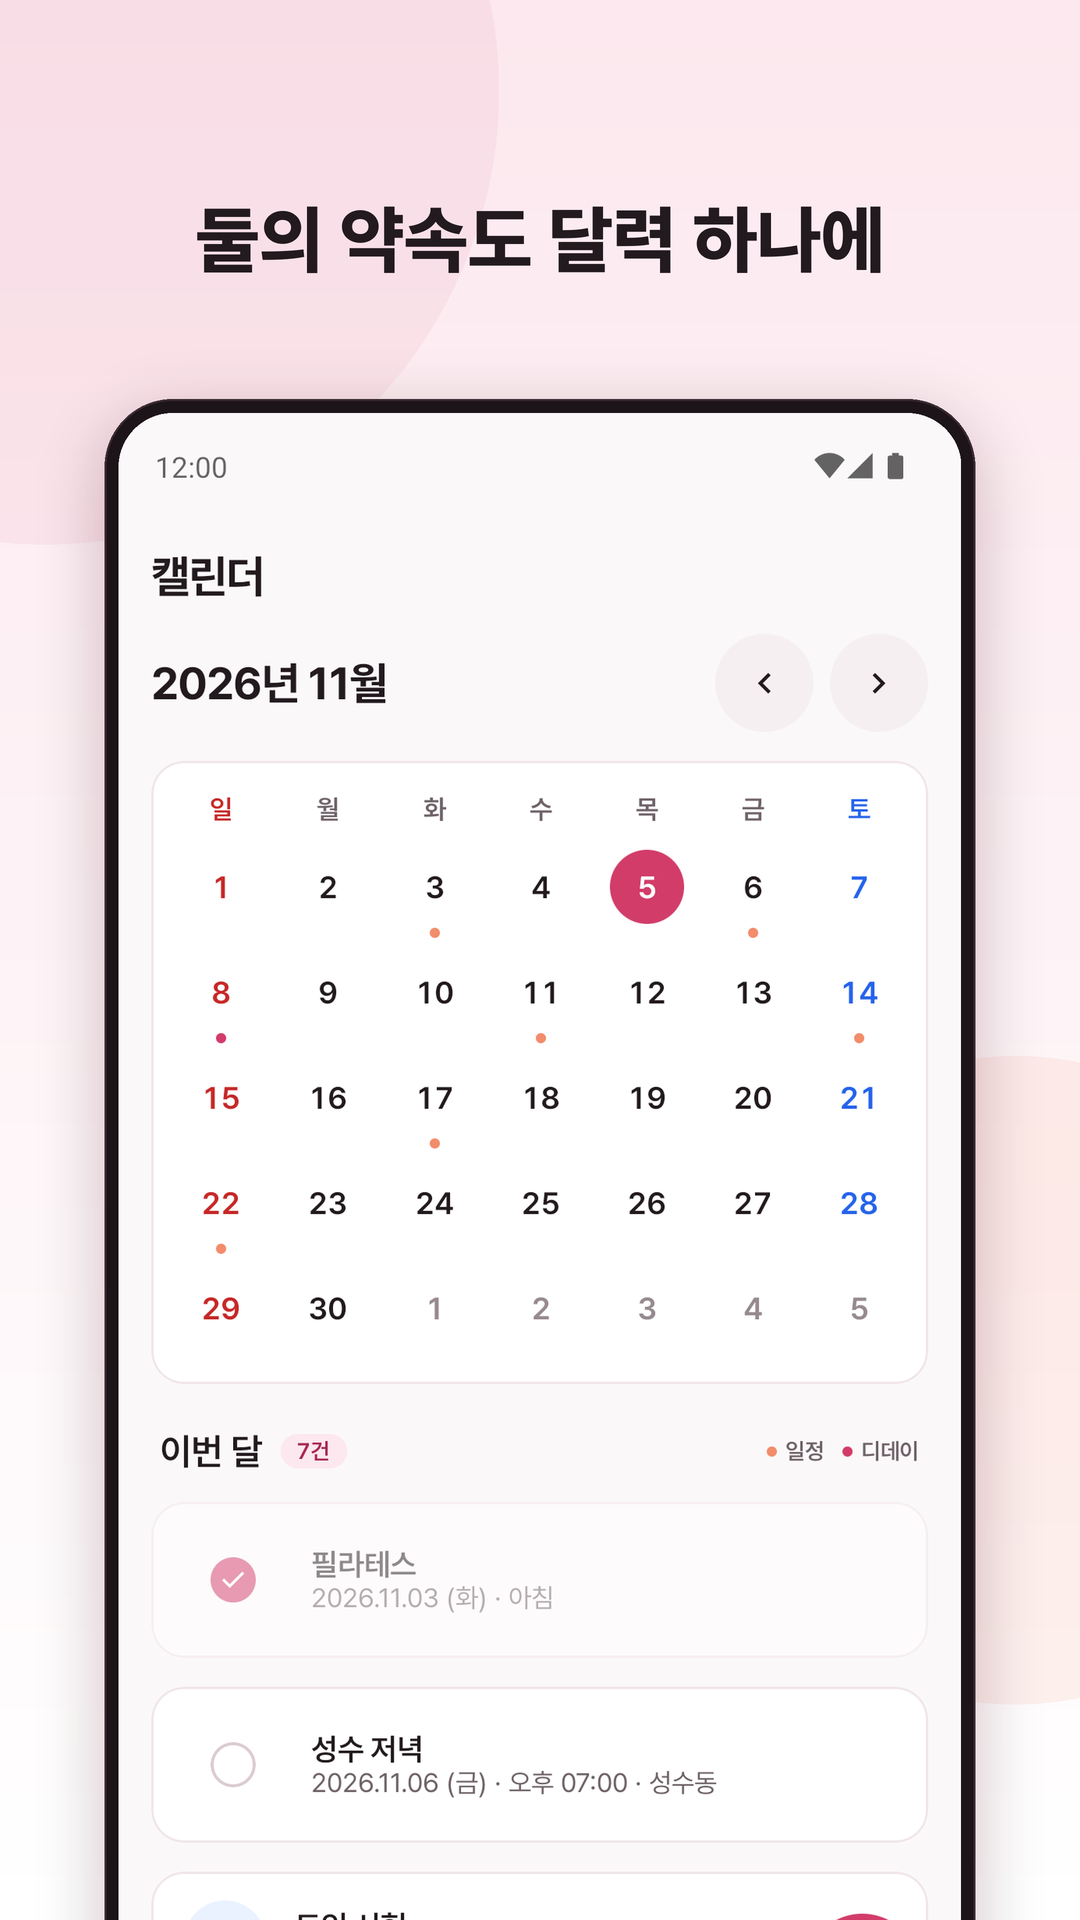 둘의 약속도 달력 하나에
12:00
캘린더
2026년 11월
일 월 화 수 목 금 토
1 2 3 4 5 6 7
8 9 10 11 12 13 14
15 16 17 18 19 20 21
22 23 24 25 26 27 28
29 30 1 2 3 4 5
이번 달 7건 일정 디데이
필라테스
2026.11.03 (화) · 아침
성수 저녁
2026.11.06 (금) · 오후 07:00 · 성수동